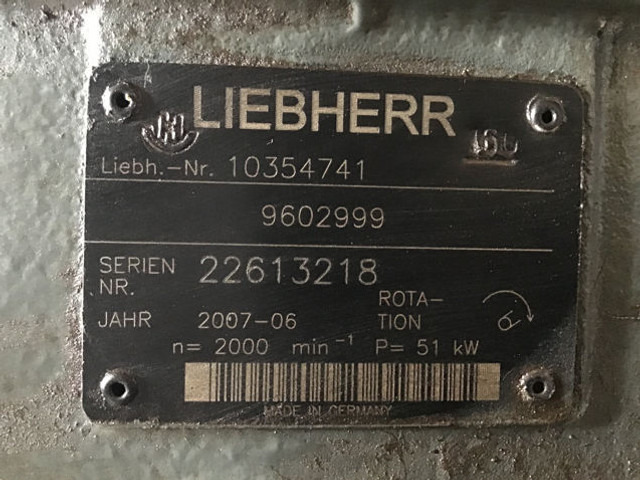 LIEBHERR
Liebh.-Nr. 10354741
9602999
SERIEN NR. 22613218
JAHR 2007-06 ROTA-TION
n= 2000 min⁻¹ P= 51 kW
MADE IN GERMANY